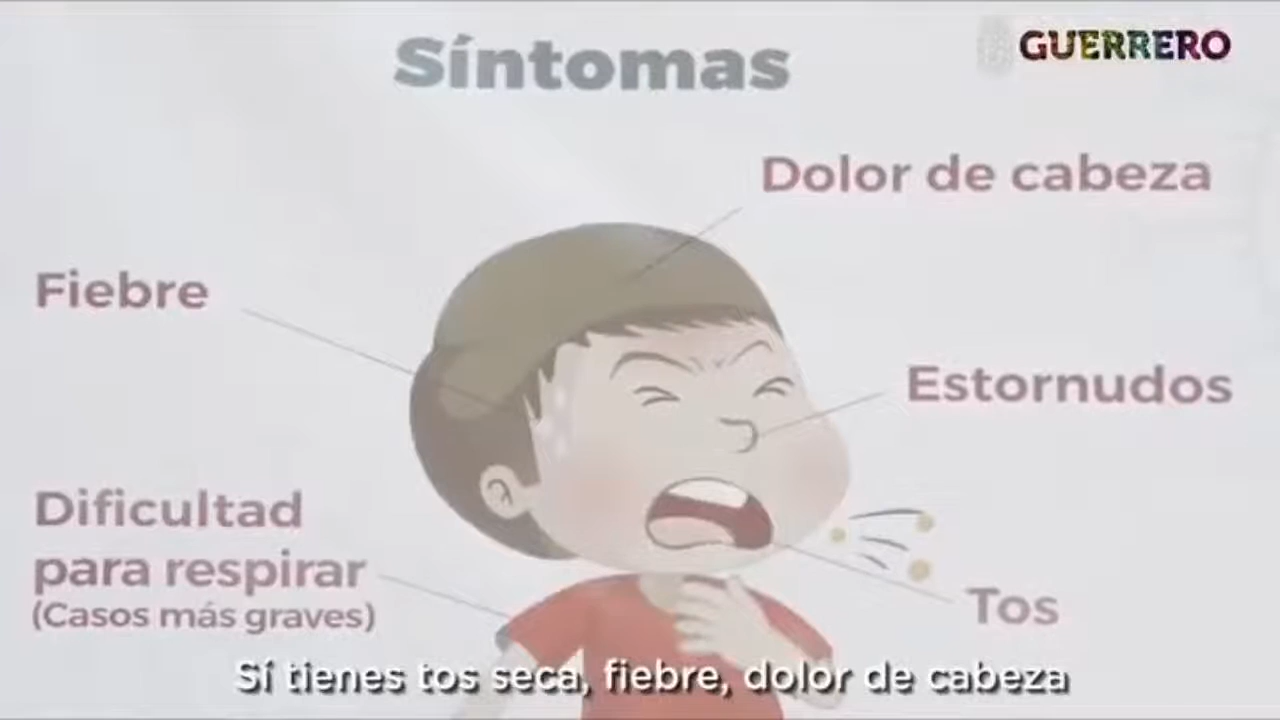 Síntomas
GUERRERO
Dolor de cabeza
Fiebre
Estornudos
Dificultad
para respirar
(Casos más graves)
Tos
Sí tienes tos seca, fiebre, dolor de cabeza